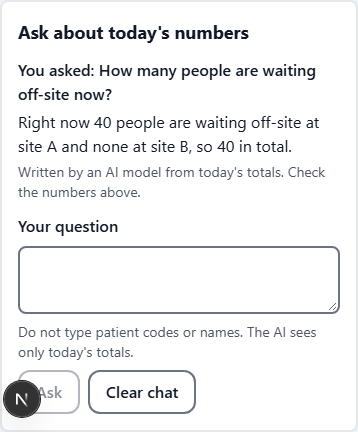 Ask about today's numbers
You asked: How many people are waiting
off-site now?
Right now 40 people are waiting off-site at
site A and none at site B, so 40 in total.
Written by an AI model from today's totals. Check
the numbers above.
Your question
Do not type patient codes or names. The AI sees
only today's totals.
N Ask Clear chat